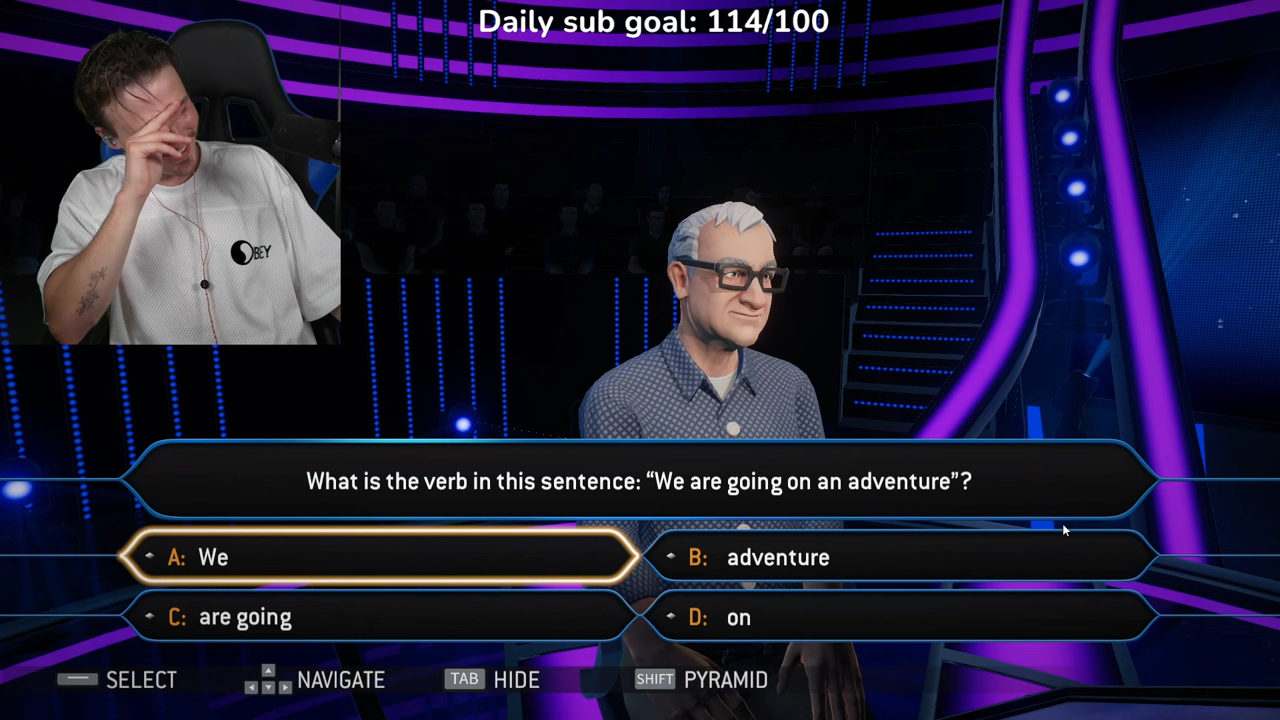 Daily sub goal: 114/100
OBEY
What is the verb in this sentence: “We are going on an adventure”?
A: We
B: adventure
C: are going
D: on
SELECT
NAVIGATE
TAB HIDE
SHIFT PYRAMID